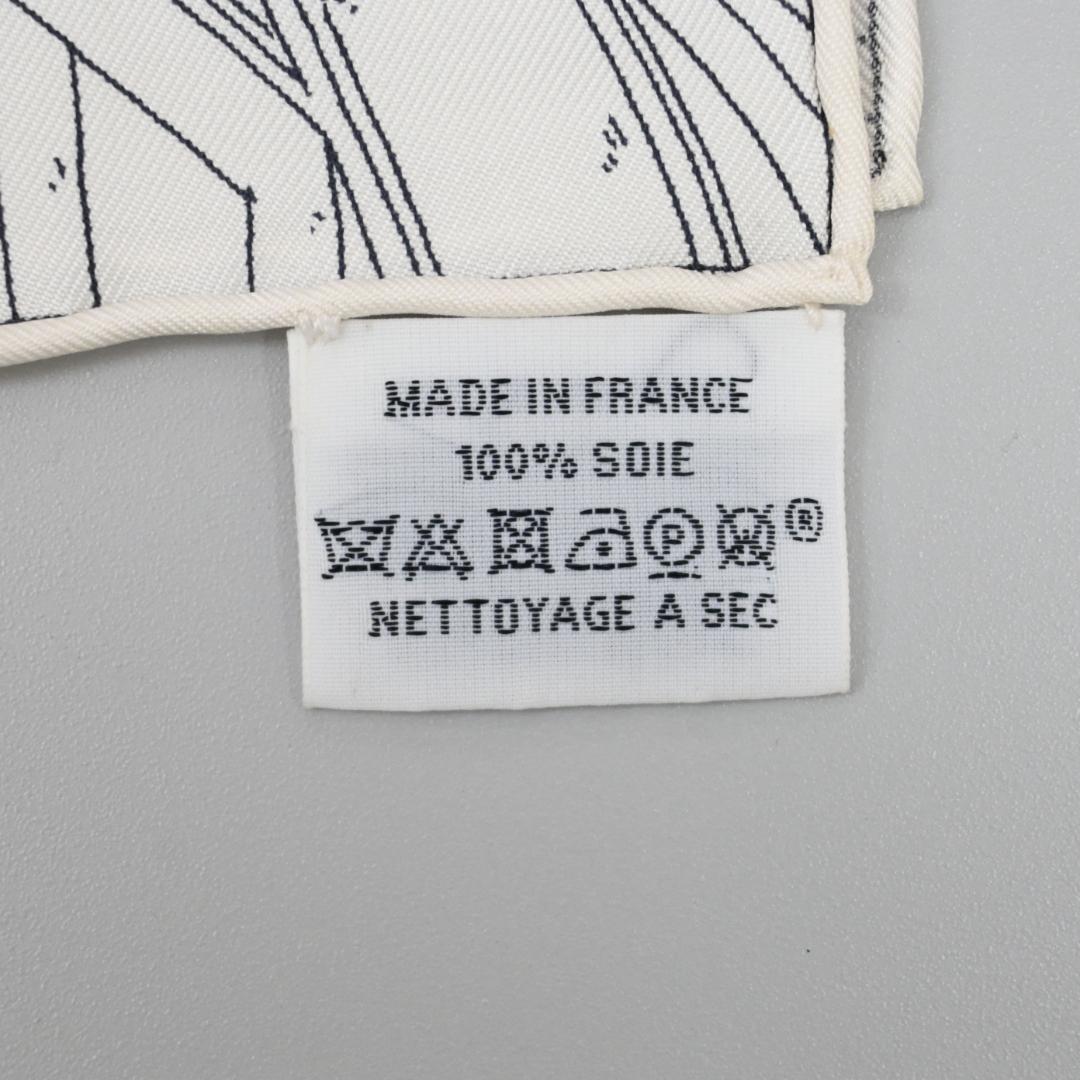 MADE IN FRANCE
100% SOIE
P W ®
NETTOYAGE A SEC